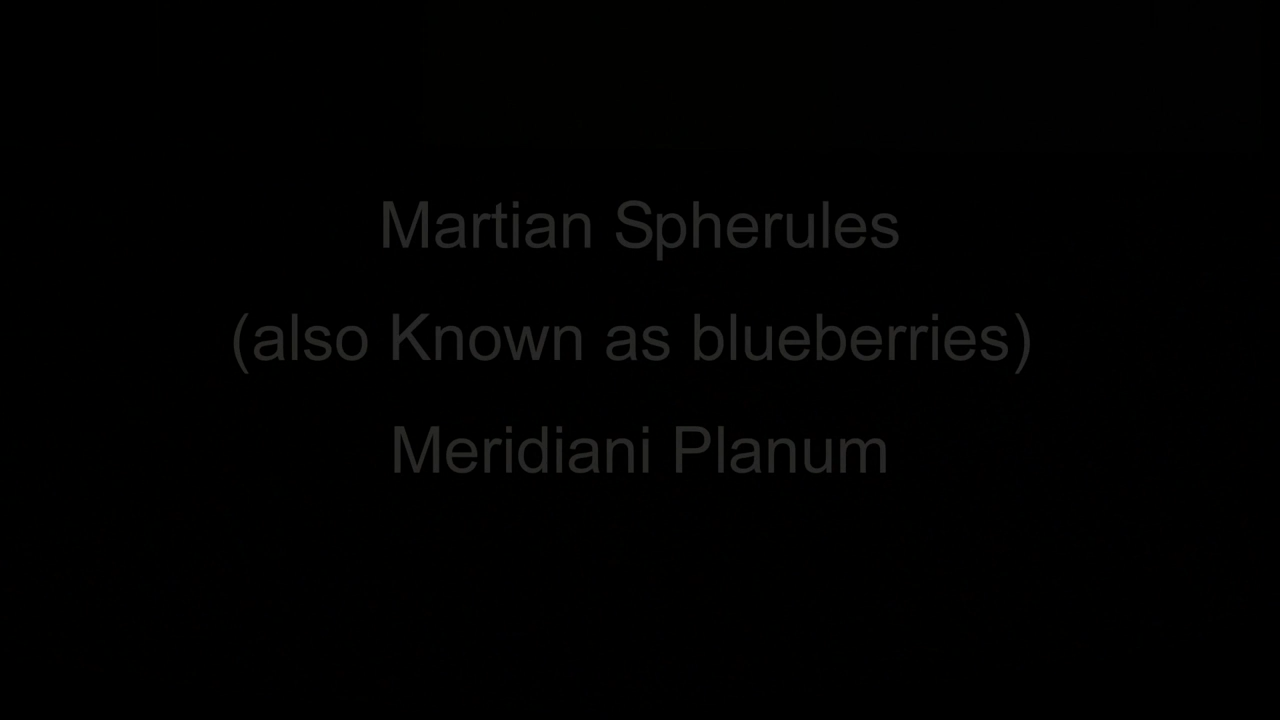 Martian Spherules
(also Known as blueberries)
Meridiani Planum